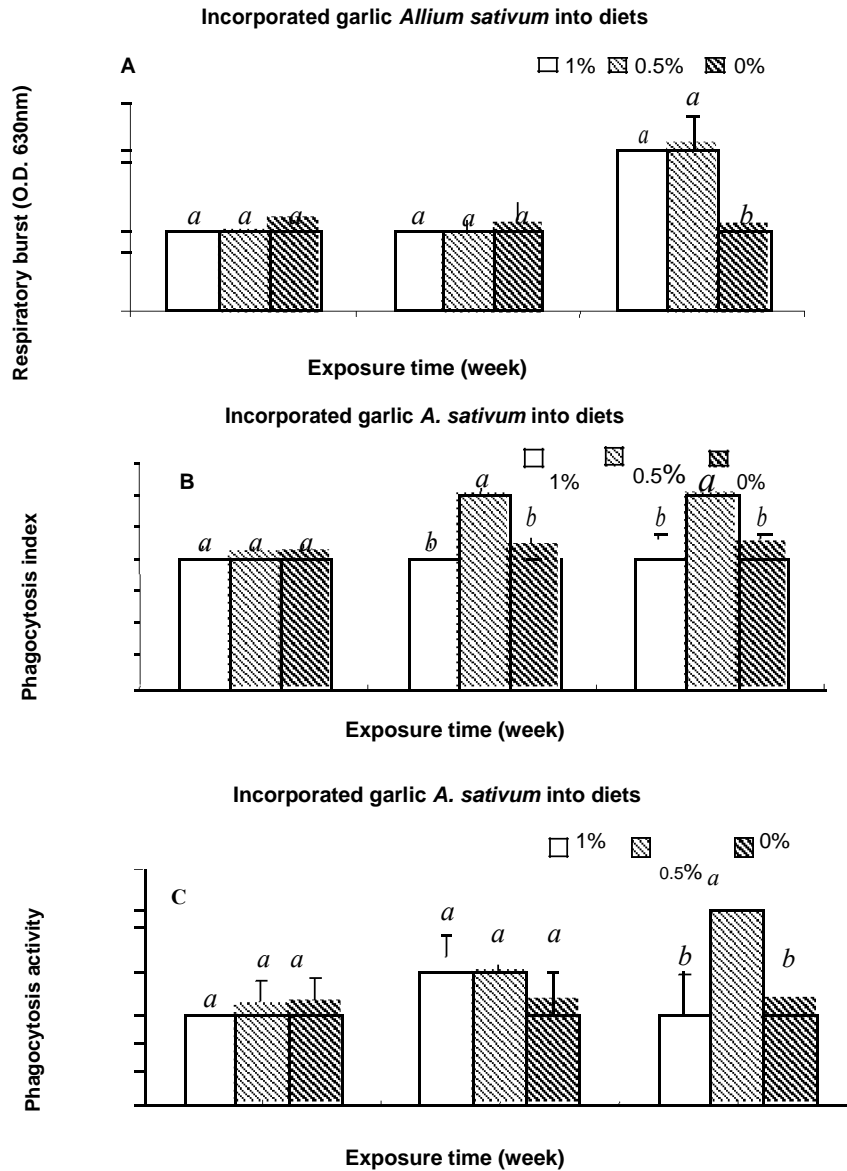 Incorporated garlic Allium sativum into diets
A
1% 0.5% 0%
a
a
a a a
a a a
b
Respiratory burst (O.D. 630nm)
Exposure time (week)
Incorporated garlic A. sativum into diets
B
1% 0.5% 0%
a a
b b b b
a a a
Phagocytosis index
Exposure time (week)
Incorporated garlic A. sativum into diets
1% 0.5% 0%
C
a
a a a
a a b b
a
Phagocytosis activity
Exposure time (week)